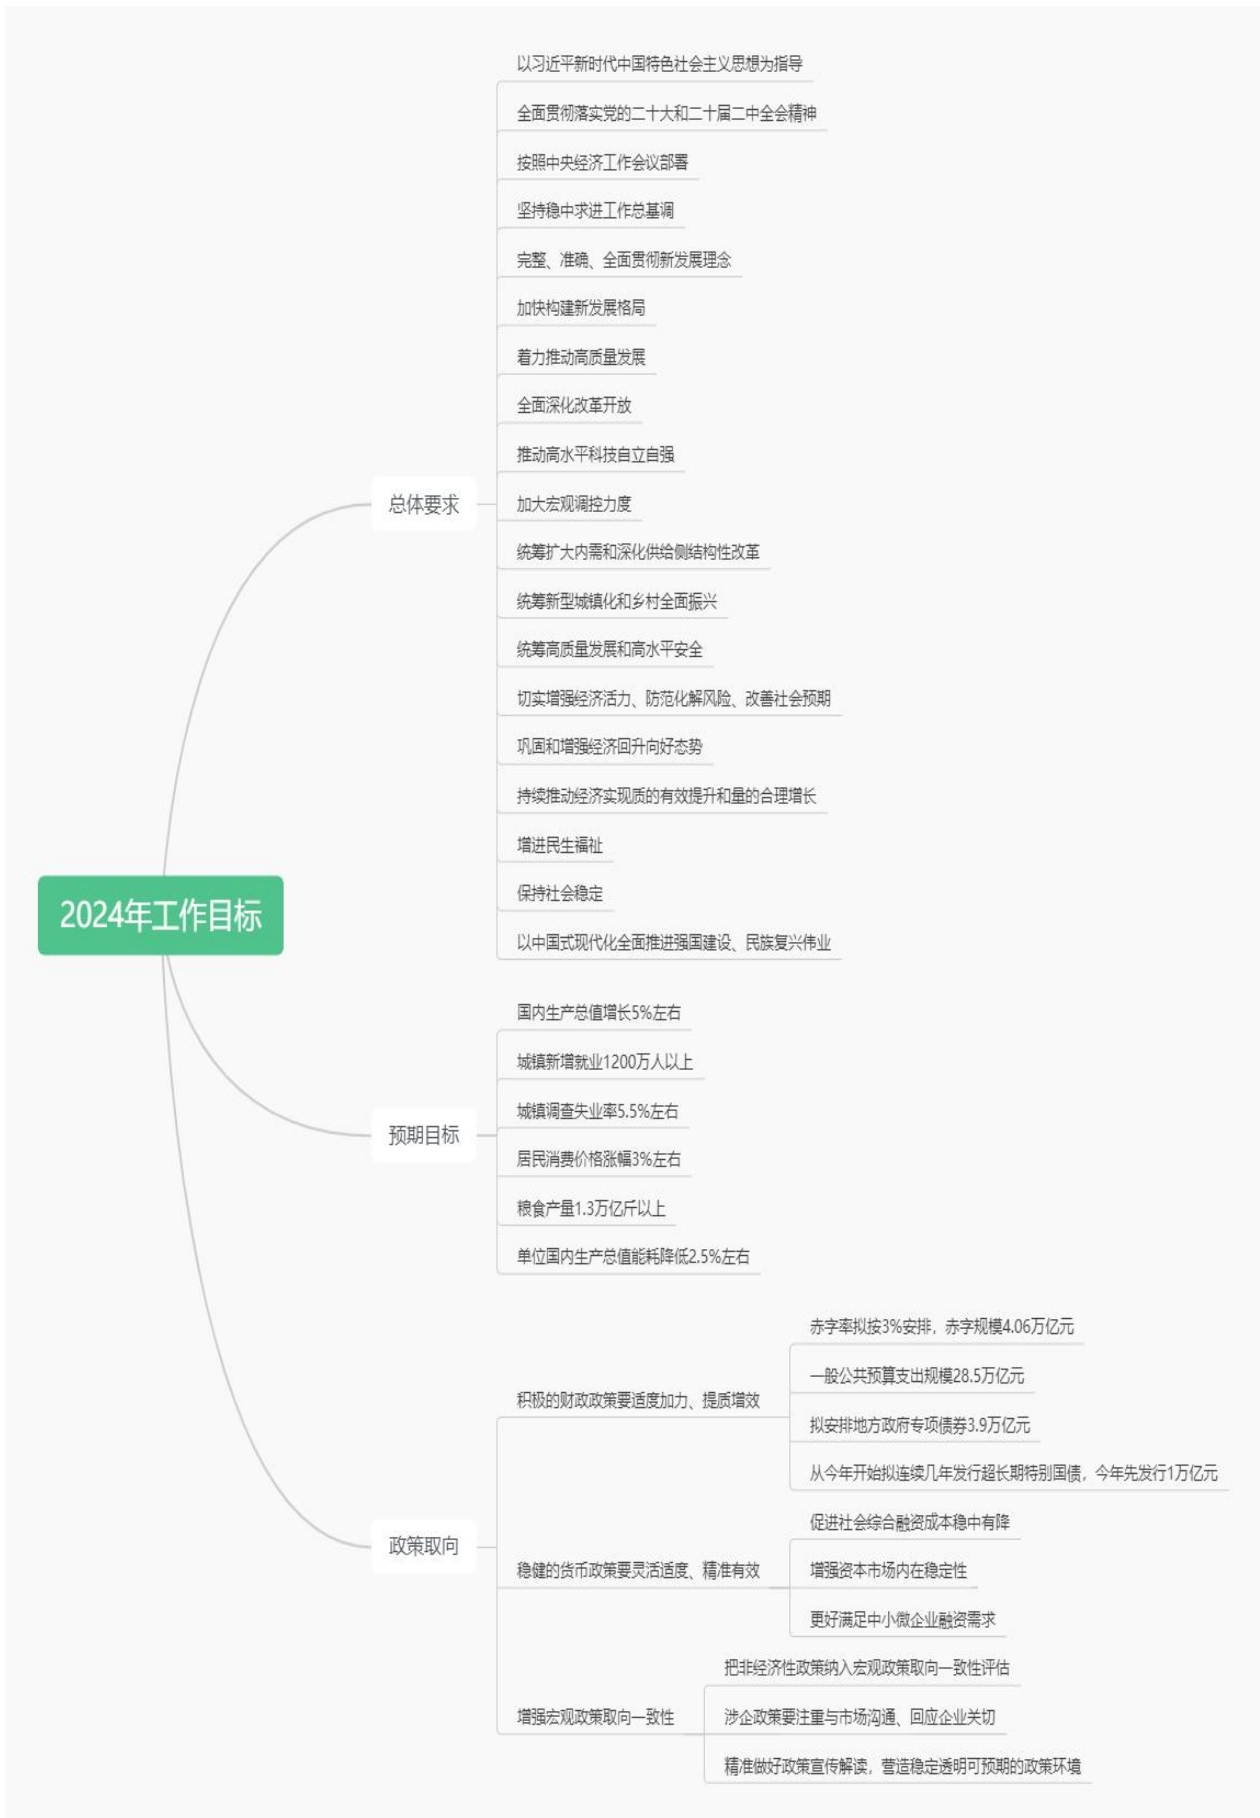 以习近平新时代中国特色社会主义思想为指导
全面贯彻落实党的二十大和二十届二中全会精神
按照中央经济工作会议部署
坚持稳中求进工作总基调
完整、准确、全面贯彻新发展理念
加快构建新发展格局
着力推动高质量发展
全面深化改革开放
推动高水平科技自立自强
总体要求
加大宏观调控力度
统筹扩大内需和深化供给侧结构性改革
统筹新型城镇化和乡村全面振兴
统筹高质量发展和高水平安全
切实增强经济活力、防范化解风险、改善社会预期
巩固和增强经济回升向好态势
持续推动经济实现质的有效提升和量的合理增长
增进民生福祉
保持社会稳定
2024年工作目标
以中国式现代化全面推进强国建设、民族复兴伟业
国内生产总值增长5%左右
城镇新增就业1200万人以上
城镇调查失业率5.5%左右
预期目标
居民消费价格涨幅3%左右
粮食产量1.3万亿斤以上
单位国内生产总值能耗降低2.5%左右
赤字率拟按3%安排，赤字规模4.06万亿元
一般公共预算支出规模28.5万亿元
积极的财政政策要适度加力、提质增效
拟安排地方政府专项债券3.9万亿元
从今年开始拟连续几年发行超长期特别国债，今年先发行1万亿元
促进社会综合融资成本稳中有降
政策取向
稳健的货币政策要灵活适度、精准有效
增强资本市场内在稳定性
更好满足中小微企业融资需求
把非经济性政策纳入宏观政策取向一致性评估
增强宏观政策取向一致性
涉企政策要注重与市场沟通、回应企业关切
精准做好政策宣传解读，营造稳定透明可预期的政策环境